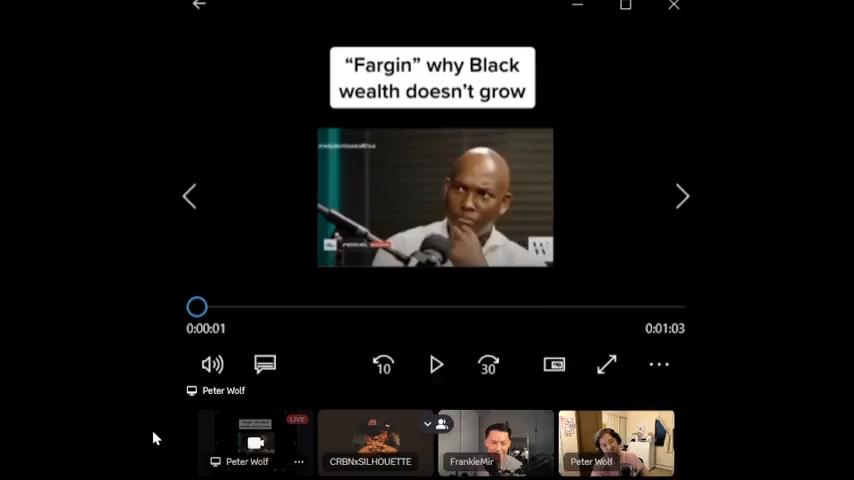 “Fargin” why Black
wealth doesn’t grow
W
0:00:01
0:01:03
10
30
Peter Wolf
LIVE
Peter Wolf
CRBNxSILHOUETTE
FrankieMir
Peter Wolf